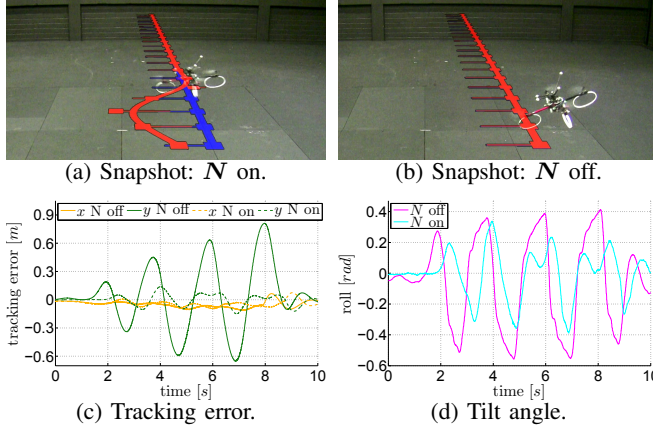 (a) Snapshot: N on.
(b) Snapshot: N off.
x N off y N off x N on y N on
0.9
0.6
0.3
0
−0.3
−0.6
tracking error [m]
0 2 4 6 8 10
time [s]
(c) Tracking error.
N off
N on
0.4
0.2
0
−0.2
−0.4
−0.6
roll [rad]
0 2 4 6 8 10
time [s]
(d) Tilt angle.